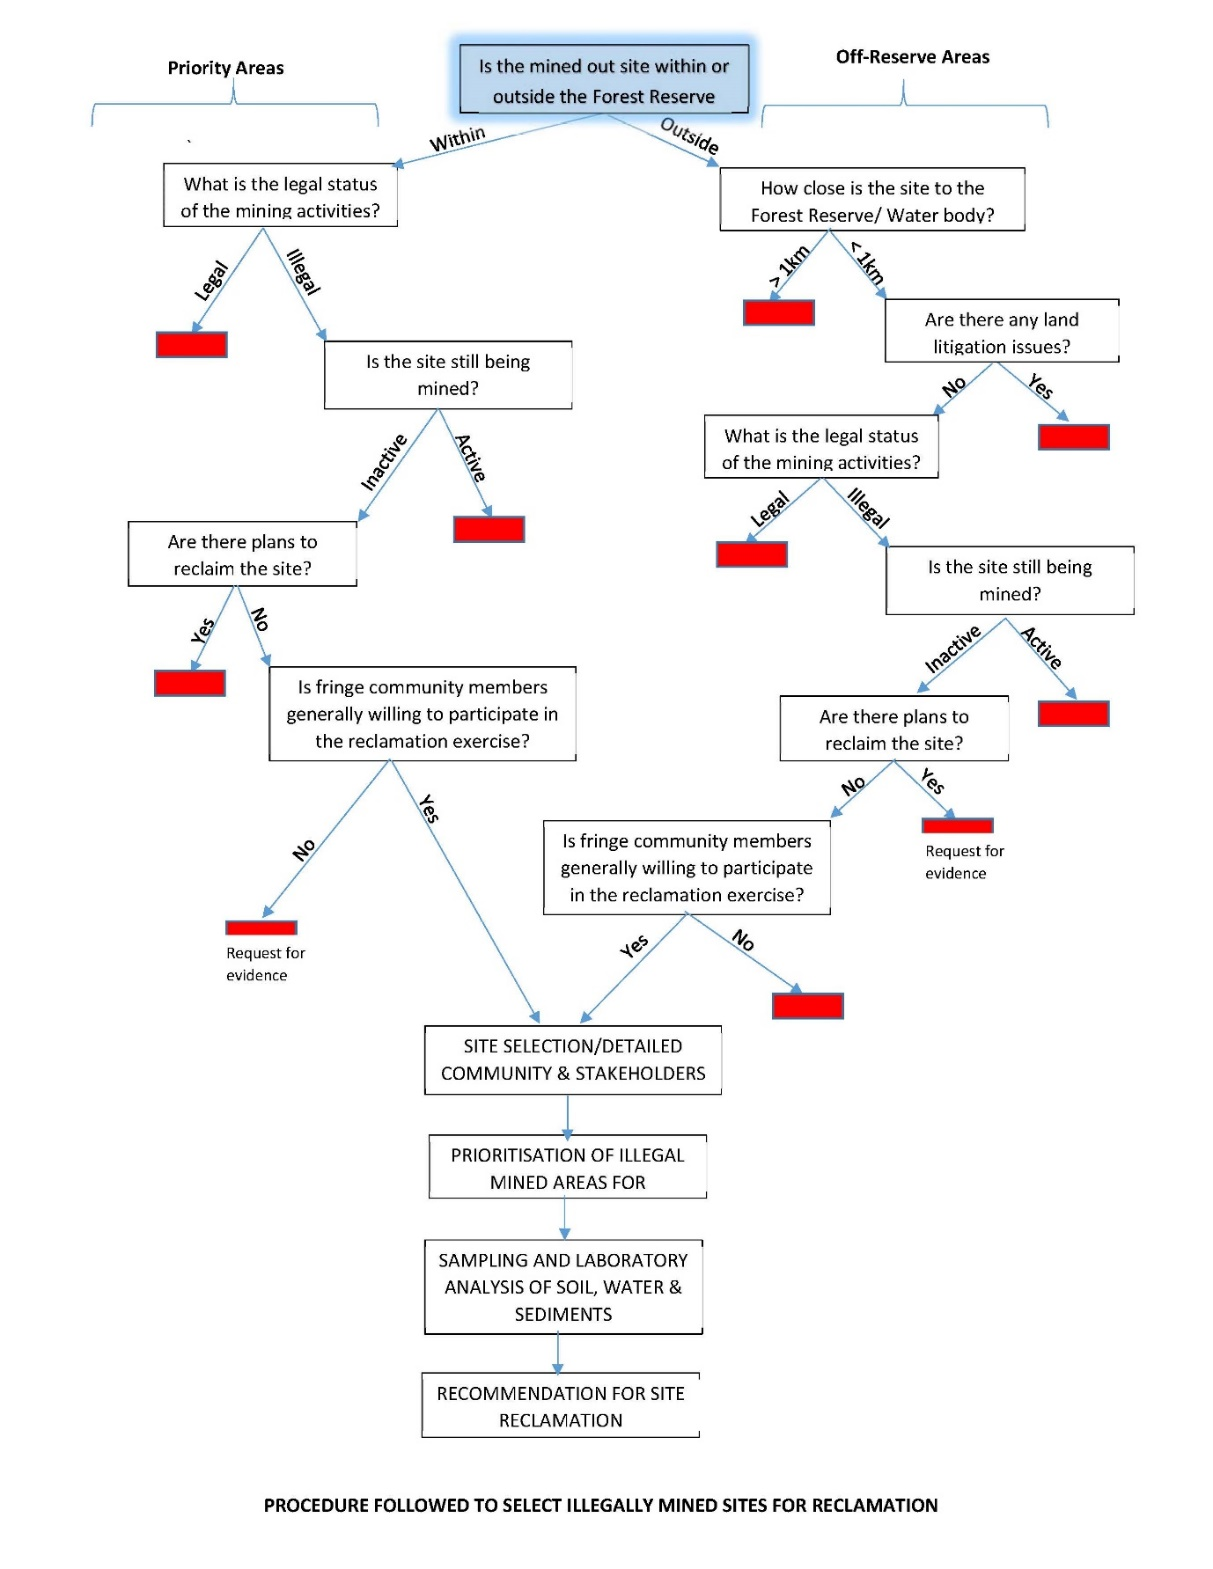 Priority Areas
Is the mined out site within or
outside the Forest Reserve
Off-Reserve Areas
Within
Outside
What is the legal status
of the mining activities?
How close is the site to the
Forest Reserve/ Water body?
Legal
Illegal
> 1km
< 1km
Are there any land
litigation issues?
Is the site still being
mined?
No
Yes
What is the legal status
of the mining activities?
Inactive
Active
Legal
Illegal
Are there plans to
reclaim the site?
Is the site still being
mined?
Yes
No
Inactive
Active
Is fringe community members
generally willing to participate in
the reclamation exercise?
Are there plans to
reclaim the site?
No
Yes
No
Yes
Is fringe community members
generally willing to participate
in the reclamation exercise?
Request for
evidence
Request for
evidence
Yes
No
SITE SELECTION/DETAILED
COMMUNITY & STAKEHOLDERS
PRIORITISATION OF ILLEGAL
MINED AREAS FOR
SAMPLING AND LABORATORY
ANALYSIS OF SOIL, WATER &
SEDIMENTS
RECOMMENDATION FOR SITE
RECLAMATION
PROCEDURE FOLLOWED TO SELECT ILLEGALLY MINED SITES FOR RECLAMATION